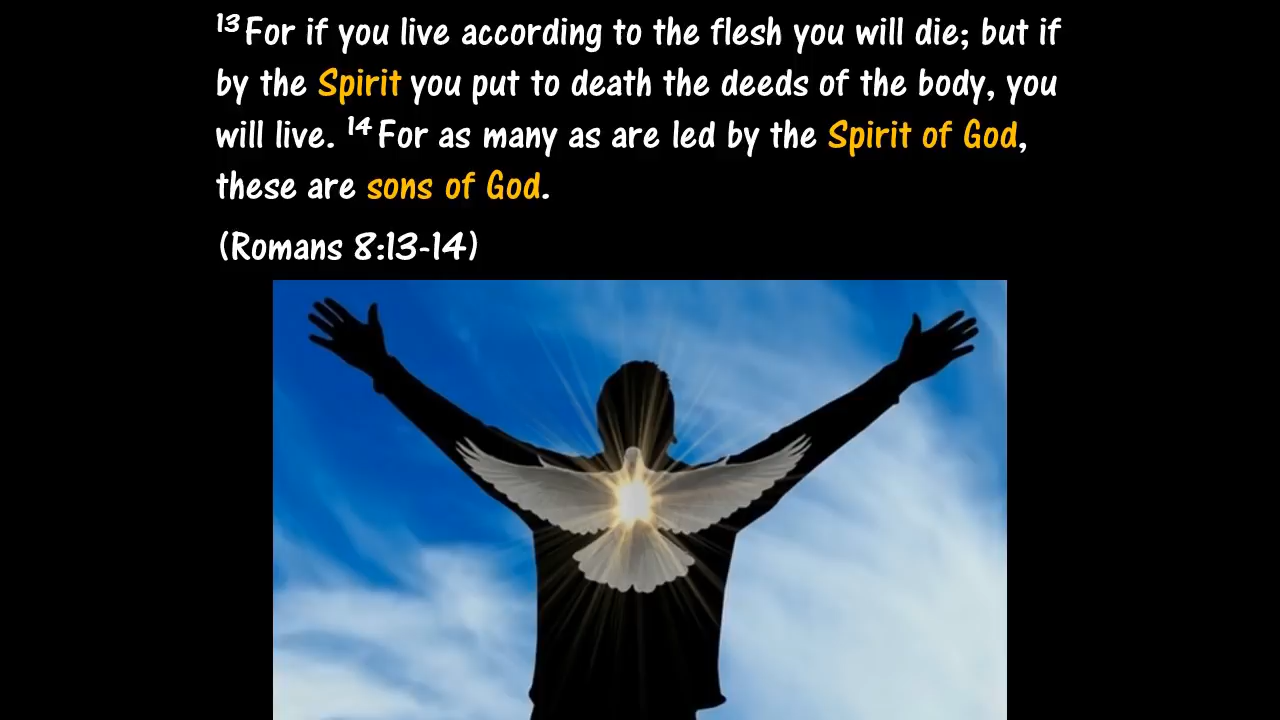 ¹³For if you live according to the flesh you will die; but if
by the Spirit you put to death the deeds of the body, you
will live. ¹⁴For as many as are led by the Spirit of God,
these are sons of God.
(Romans 8:13-14)